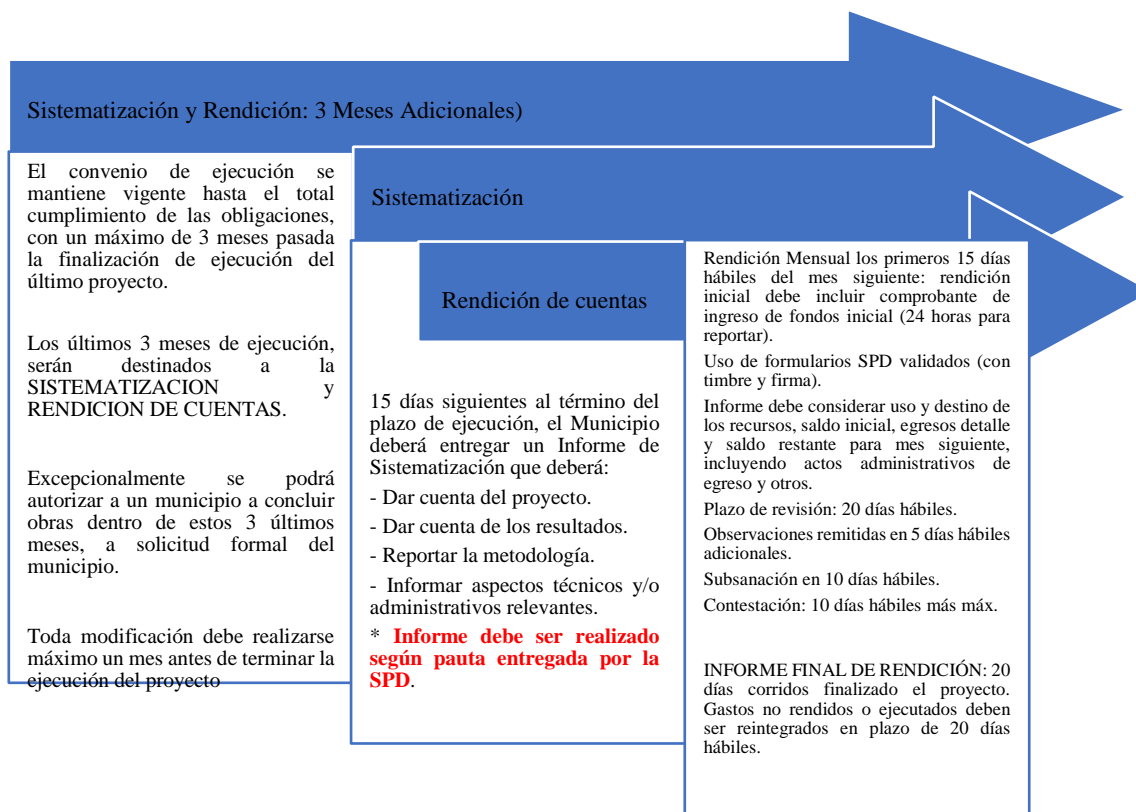 Sistematización y Rendición: 3 Meses Adicionales)
El convenio de ejecución se
mantiene vigente hasta el total
cumplimiento de las obligaciones,
con un máximo de 3 meses pasada
la finalización de ejecución del
último proyecto.
Los últimos 3 meses de ejecución,
serán destinados a la
SISTEMATIZACION y
RENDICION DE CUENTAS.
Excepcionalmente se podrá
autorizar a un municipio a concluir
obras dentro de estos 3 últimos
meses, a solicitud formal del
municipio.
Toda modificación debe realizarse
máximo un mes antes de terminar la
ejecución del proyecto
Sistematización
15 días siguientes al término del
plazo de ejecución, el Municipio
deberá entregar un Informe de
Sistematización que deberá:
- Dar cuenta del proyecto.
- Dar cuenta de los resultados.
- Reportar la metodología.
- Informar aspectos técnicos y/o
administrativos relevantes.
* Informe debe ser realizado
según pauta entregada por la
SPD.
Rendición de cuentas
Rendición Mensual los primeros 15 días
hábiles del mes siguiente: rendición
inicial debe incluir comprobante de
ingreso de fondos inicial (24 horas para
reportar).
Uso de formularios SPD validados (con
timbre y firma).
Informe debe considerar uso y destino de
los recursos, saldo inicial, egresos detalle
y saldo restante para mes siguiente,
incluyendo actos administrativos de
egreso y otros.
Plazo de revisión: 20 días hábiles.
Observaciones remitidas en 5 días hábiles
adicionales.
Subsanación en 10 días hábiles.
Contestación: 10 días hábiles más máx.
INFORME FINAL DE RENDICIÓN: 20
días corridos finalizado el proyecto.
Gastos no rendidos o ejecutados deben
ser reintegrados en plazo de 20 días
hábiles.